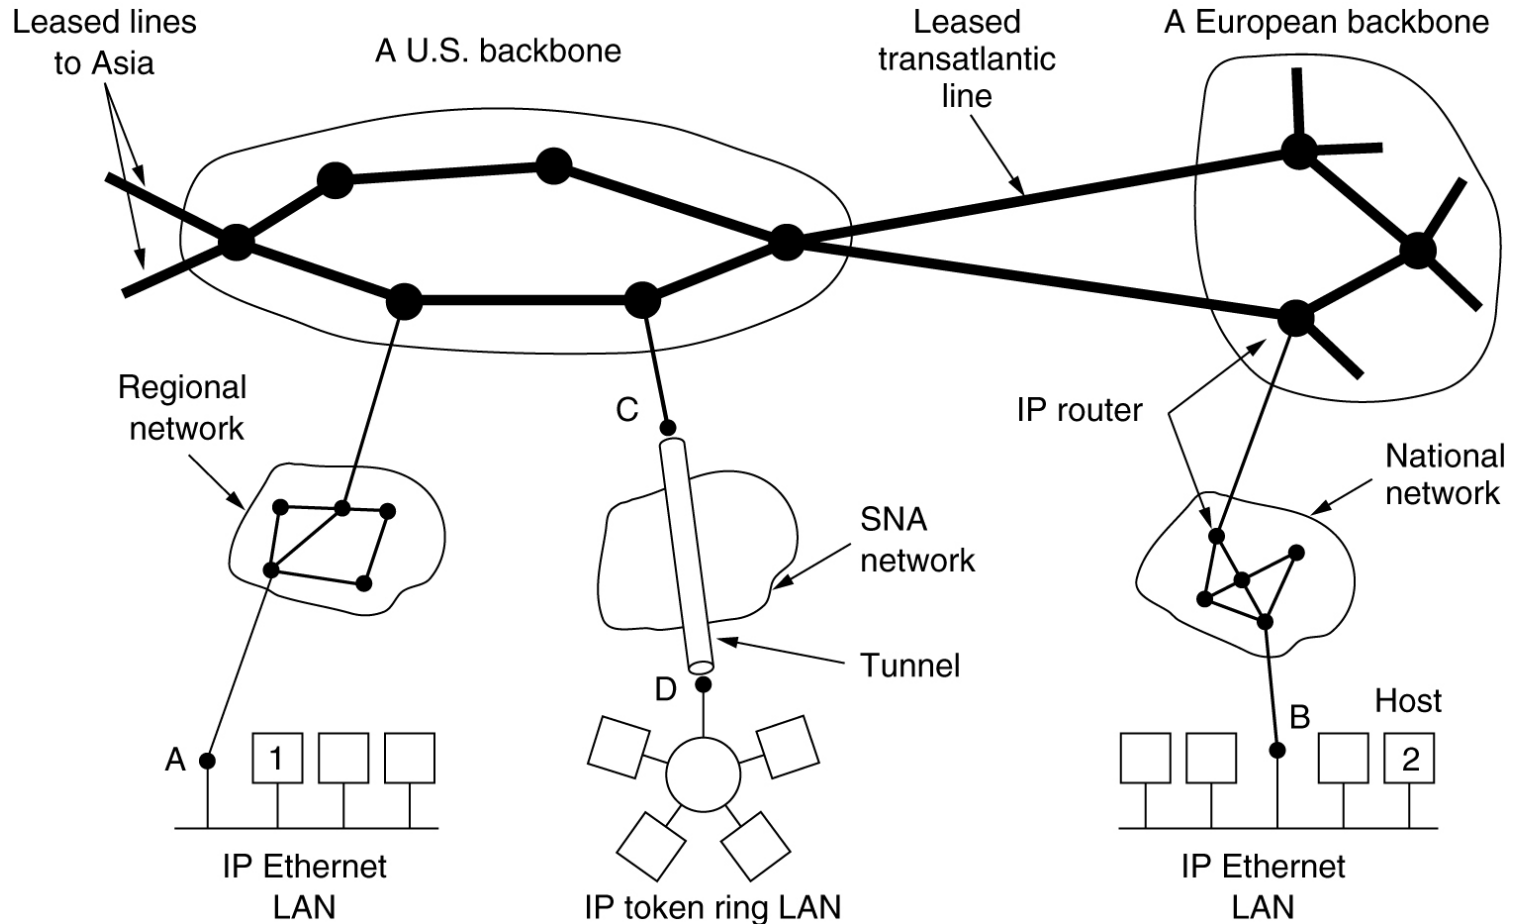 Leased lines
to Asia
A U.S. backbone
Leased
transatlantic
line
A European backbone
Regional
network
C
IP router
National
network
SNA
network
Tunnel
D
A
1
B
Host
2
IP Ethernet
LAN
IP token ring LAN
IP Ethernet
LAN